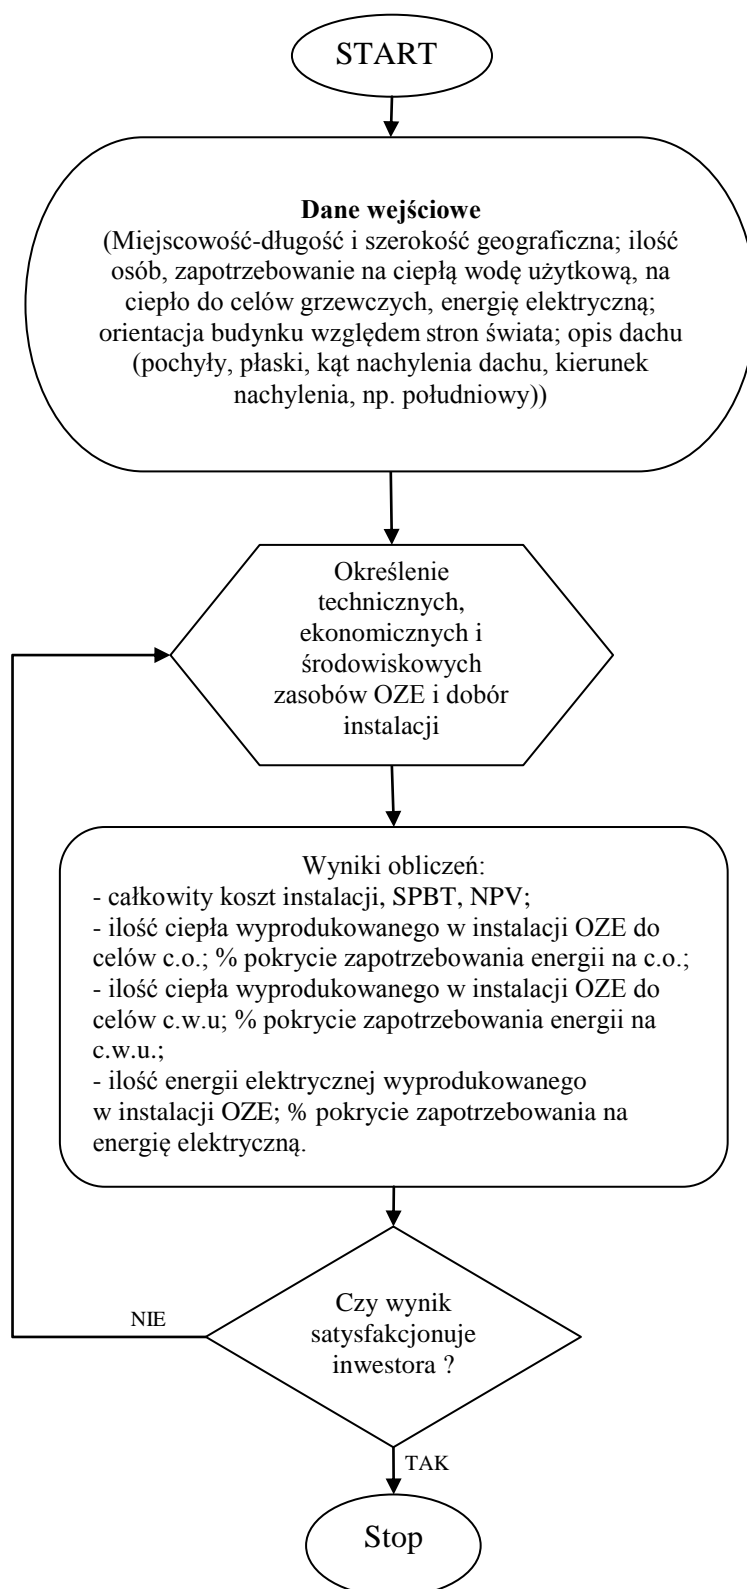 START
Dane wejściowe
(Miejscowość-długość i szerokość geograficzna; ilość
osób, zapotrzebowanie na ciepłą wodę użytkową, na
ciepło do celów grzewczych, energię elektryczną;
orientacja budynku względem stron świata; opis dachu
(pochyły, płaski, kąt nachylenia dachu, kierunek
nachylenia, np. południowy))
Określenie
technicznych,
ekonomicznych i
środowiskowych
zasobów OZE i dobór
instalacji
Wyniki obliczeń:
- całkowity koszt instalacji, SPBT, NPV;
- ilość ciepła wyprodukowanego w instalacji OZE do
celów c.o.; % pokrycie zapotrzebowania energii na c.o.;
- ilość ciepła wyprodukowanego w instalacji OZE do
celów c.w.u; % pokrycie zapotrzebowania energii na
c.w.u.;
- ilość energii elektrycznej wyprodukowanego
w instalacji OZE; % pokrycie zapotrzebowania na
energię elektryczną.
NIE
Czy wynik
satysfakcjonuje
inwestora ?
TAK
Stop